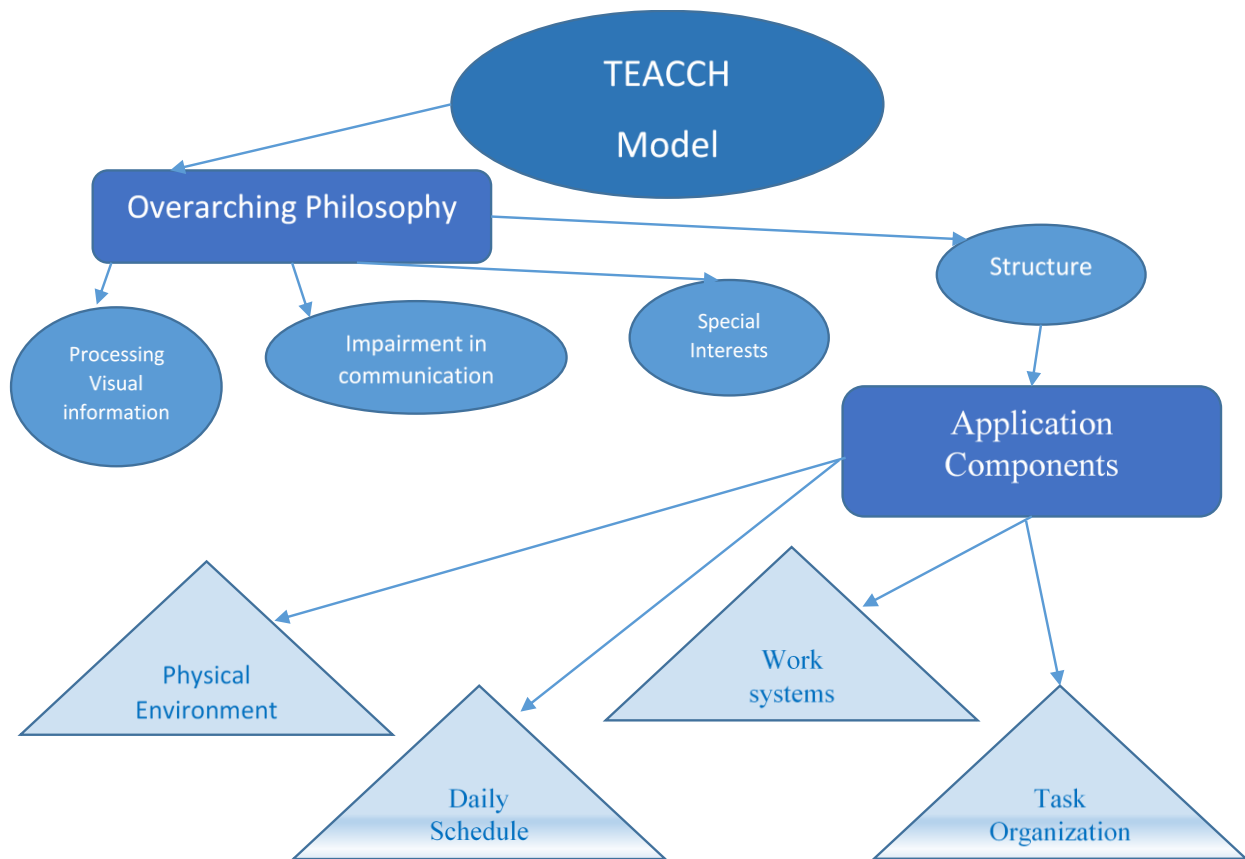 TEACCH
Model
Overarching Philosophy
Structure
Processing
Visual
information
Impairment in
communication
Special
Interests
Application
Components
Physical
Environment
Work
systems
Daily
Schedule
Task
Organization